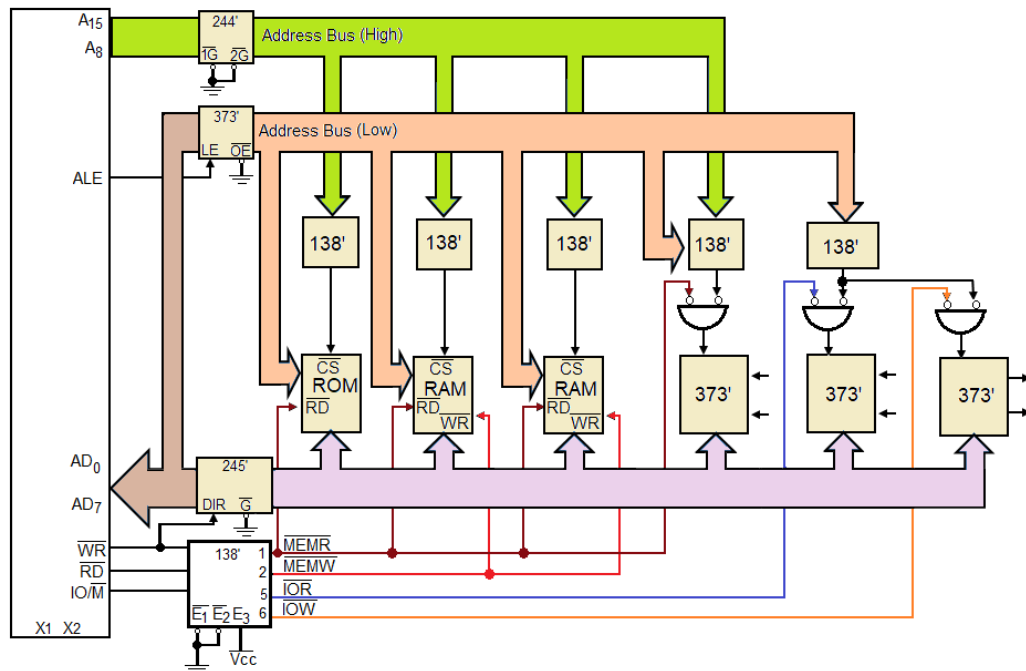 A15
A8
244'
1G 2G
Address Bus (High)
373'
LE OE
Address Bus (Low)
ALE
138'
138'
138'
138'
138'
CS
ROM
RD
CS
RAM
RD
WR
CS
RAM
RD
WR
373'
373'
373'
AD0
AD7
245'
DIR G
WR
RD
IO/M
138'
1
2
5
6
E1 E2 E3
MEMR
MEMW
IOR
IOW
Vcc
X1 X2